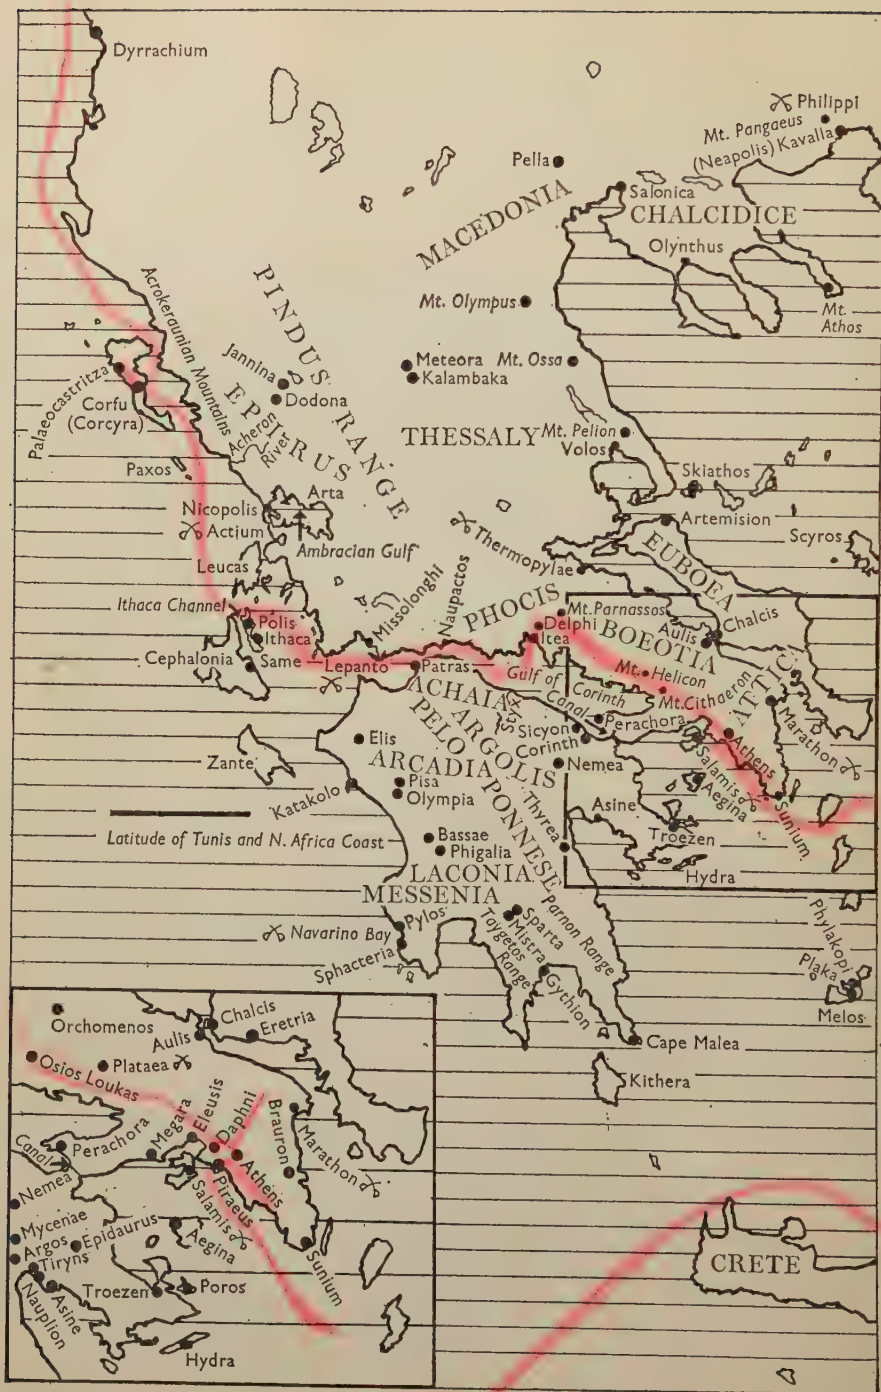 Dyrrachium
Philippi
Mt. Pangaeus
(Neapolis) Kavalla
Pella
Salonica
MACEDONIA
CHALCIDICE
Olynthus
Mt. Olympus
Mt.
Athos
Acrokeraunian Mountains
PINDUS RANGE
Jannina
Dodona
Meteora
Kalambaka
Mt. Ossa
Palaeocastritza
Corfu
(Corcyra)
EPIRUS
Acheron
River
THESSALY
Mt. Pelion
Volos
Paxos
Skiathos
Arta
Nicopolis
Actium
Ambracian Gulf
Artemision
Scyros
Thermopylae
EUBOEA
Leucas
Ithaca Channel
Polis
Ithaca
Missolonghi
Naupactos
PHOCIS
Mt. Parnassos
Delphi
Itea
BOEOTIA
Aulis
Chalcis
Cephalonia
Same
Lepanto
Patras
Gulf of
Corinth
Mt. Helicon
Mt. Cithaeron
ATTICA
ACHAIA
Styx
Canal
Perachora
Marathon
Sicyon
Corinth
Athens
Salamis
Aegina
Sunium
Elis
ARGOLIS
PELOPONNESE
ARCADIA
Nemea
Zante
Katakolo
Pisa
Olympia
Thyrea
Asine
Troezen
Hydra
Latitude of Tunis and N. Africa Coast
Bassae
Phigalia
LACONIA
MESSENIA
Pylos
Navarino Bay
Sphacteria
Sparta
Mistra
Taygetos
Range
Parnon Range
Gythion
Phylakopi
Plaka
Melos
Cape Malea
Kithera
CRETE
Orchomenos
Chalcis
Aulis
Eretria
Osios Loukas
Plataea
Perachora
Megara
Eleusis
Daphni
Brauron
Marathon
Canal
Nemea
Athens
Piraeus
Salamis
Mycenae
Argos
Tiryns
Epidaurus
Aegina
Sunium
Nauplion
Asine
Troezen
Poros
Hydra